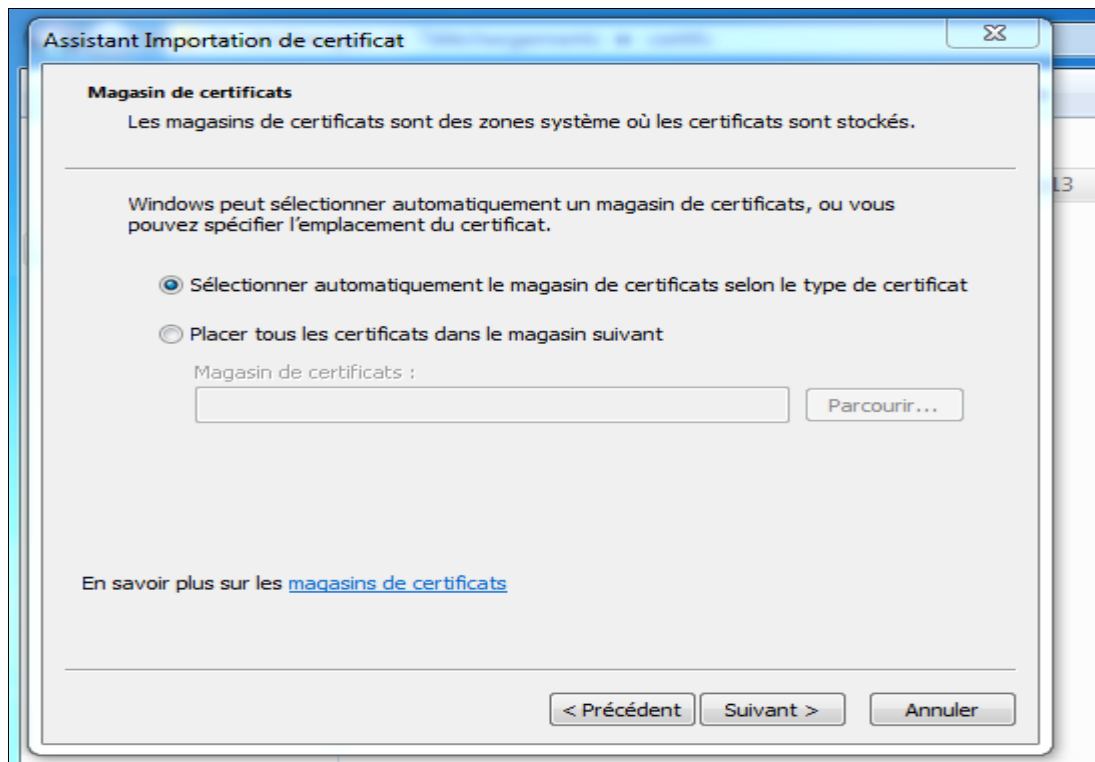 Assistant Importation de certificat
Magasin de certificats
Les magasins de certificats sont des zones système où les certificats sont stockés.
13
Windows peut sélectionner automatiquement un magasin de certificats, ou vous
pouvez spécifier l'emplacement du certificat.
Sélectionner automatiquement le magasin de certificats selon le type de certificat
Placer tous les certificats dans le magasin suivant
Magasin de certificats :
Parcourir...
En savoir plus sur les magasins de certificats
< Précédent Suivant > Annuler